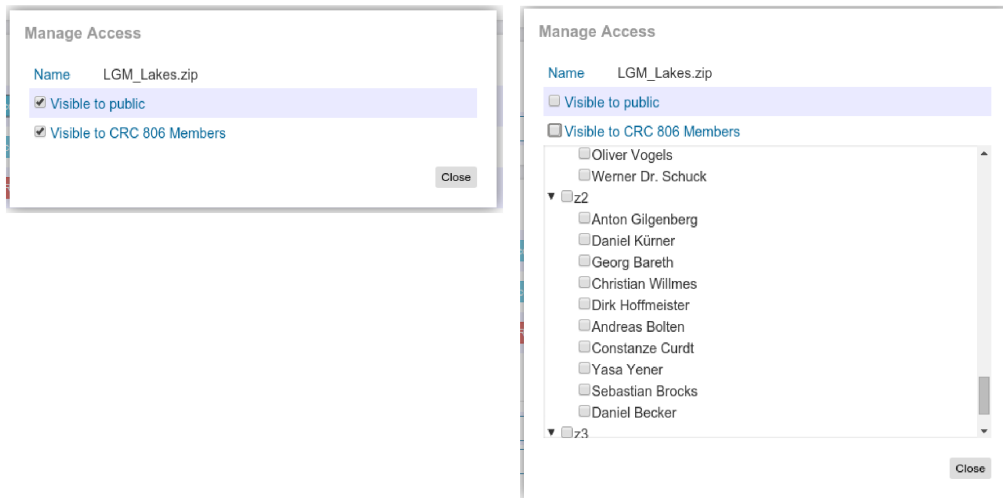 Manage Access
Name LGM_Lakes.zip
Visible to public
Visible to CRC 806 Members
Close
Manage Access
Name LGM_Lakes.zip
Visible to public
Visible to CRC 806 Members
Oliver Vogels
Werner Dr. Schuck
z2
Anton Gilgenberg
Daniel Kürner
Georg Bareth
Christian Willmes
Dirk Hoffmeister
Andreas Bolten
Constanze Curdt
Yasa Yener
Sebastian Brocks
Daniel Becker
z3
Close